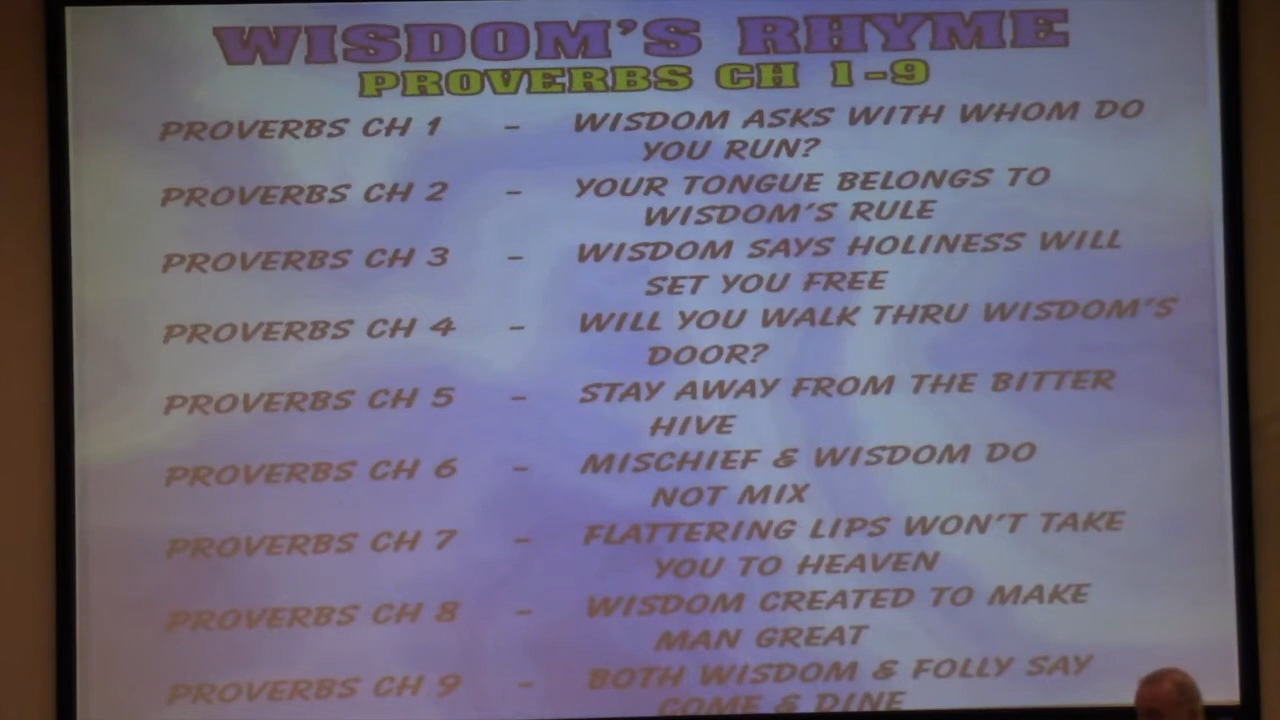 WISDOM'S RHYME
PROVERBS CH 1-9
PROVERBS CH 1 - WISDOM ASKS WITH WHOM DO
YOU RUN?
PROVERBS CH 2 - YOUR TONGUE BELONGS TO
WISDOM'S RULE
PROVERBS CH 3 - WISDOM SAYS HOLINESS WILL
SET YOU FREE
PROVERBS CH 4 - WILL YOU WALK THRU WISDOM'S
DOOR?
PROVERBS CH 5 - STAY AWAY FROM THE BITTER
HIVE
PROVERBS CH 6 - MISCHIEF & WISDOM DO
NOT MIX
PROVERBS CH 7 - FLATTERING LIPS WON'T TAKE
YOU TO HEAVEN
PROVERBS CH 8 - WISDOM CREATED TO MAKE
MAN GREAT
PROVERBS CH 9 - BOTH WISDOM & FOLLY SAY
COME & DINE